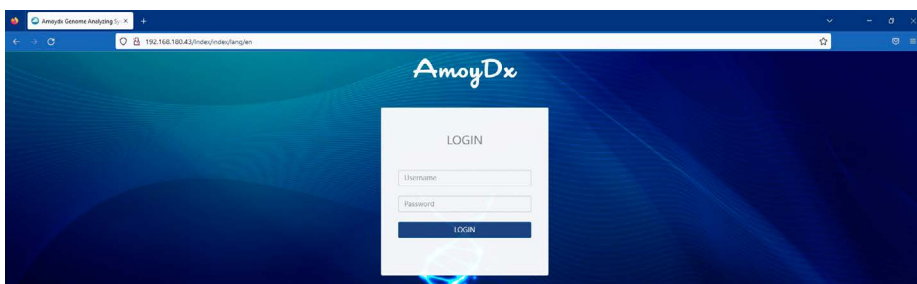 Amoydx Genome Analyzing Sy
192.168.180.43/Index/index/lang/en
AmoyDx
LOGIN
Username
Password
LOGIN